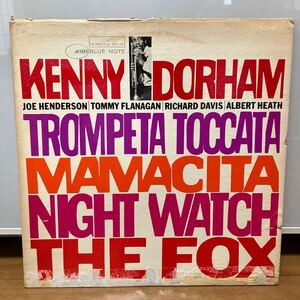 4181 BLUE NOTE
KENNY DORHAM
JOE HENDERSON | TOMMY FLANAGAN | RICHARD DAVIS | ALBERT HEATH
TROMPETA TOCCATA
MAMACITA
NIGHT WATCH
THE FOX